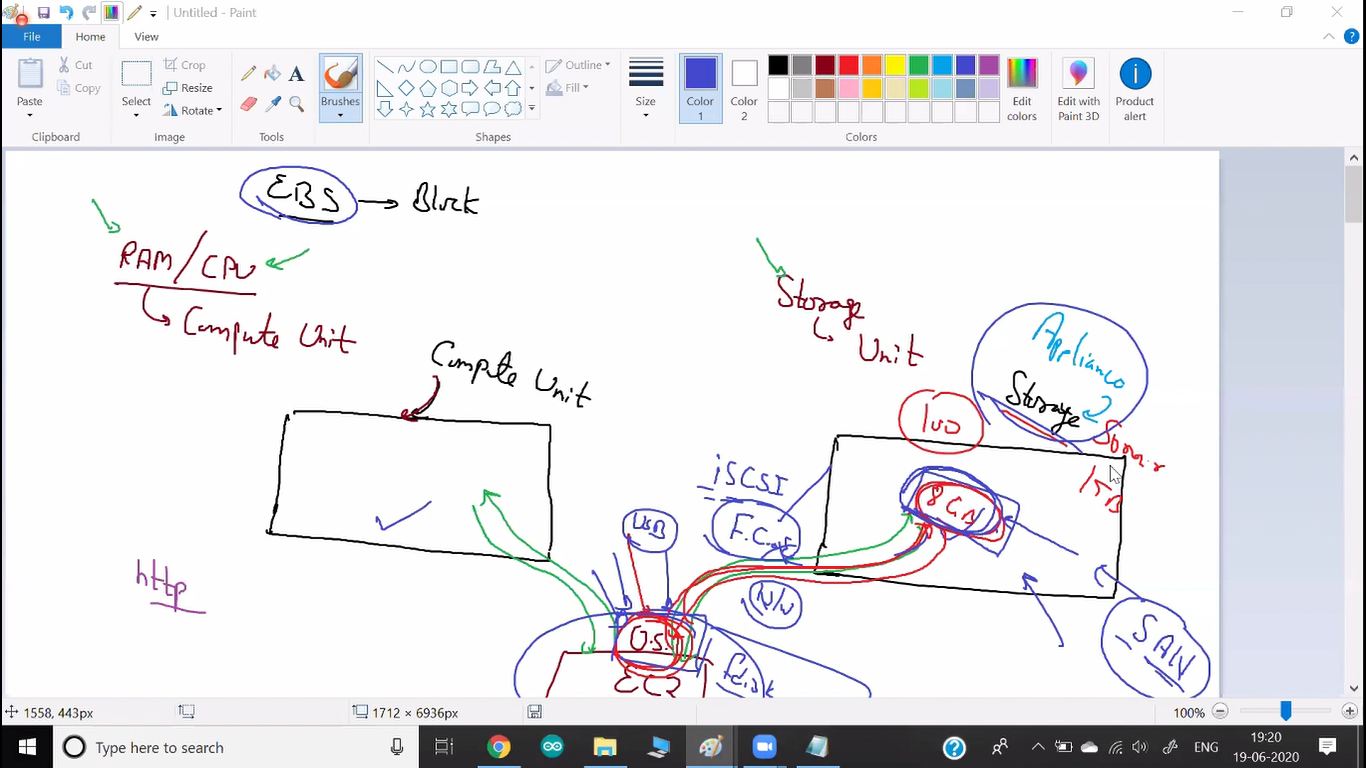 Untitled - Paint
File Home View
Paste
Cut
Copy
Clipboard
Select
Crop
Resize
Rotate
Image
Tools
Brushes
Shapes
Outline
Fill
Size
Color 1
Color 2
Colors
Edit colors
Edit with Paint 3D
Product alert
EBS → Block
RAM/CPU
Compute Unit
Storage
Unit
Compute Unit
Appliance
Storage
100
iSCSI
F.C.
USB
N/W
SAN
http
O.S.
EC2
fdisk
1558, 443px
1712 × 6936px
100%
Type here to search
ENG
19:20
19-06-2020